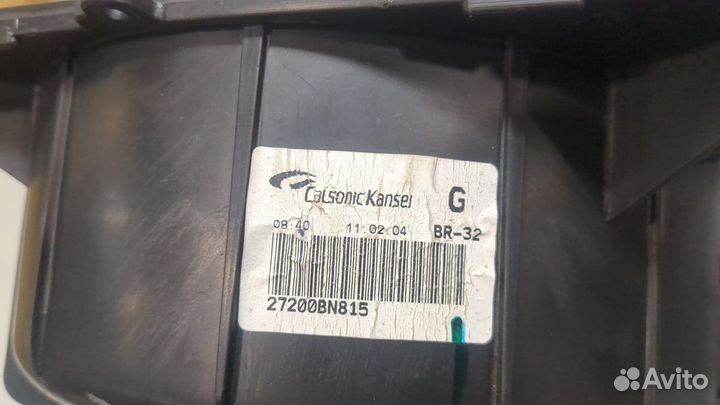 CalsonicKansei G
08:40 11.02.04 BR-32
27200BN815
Avito